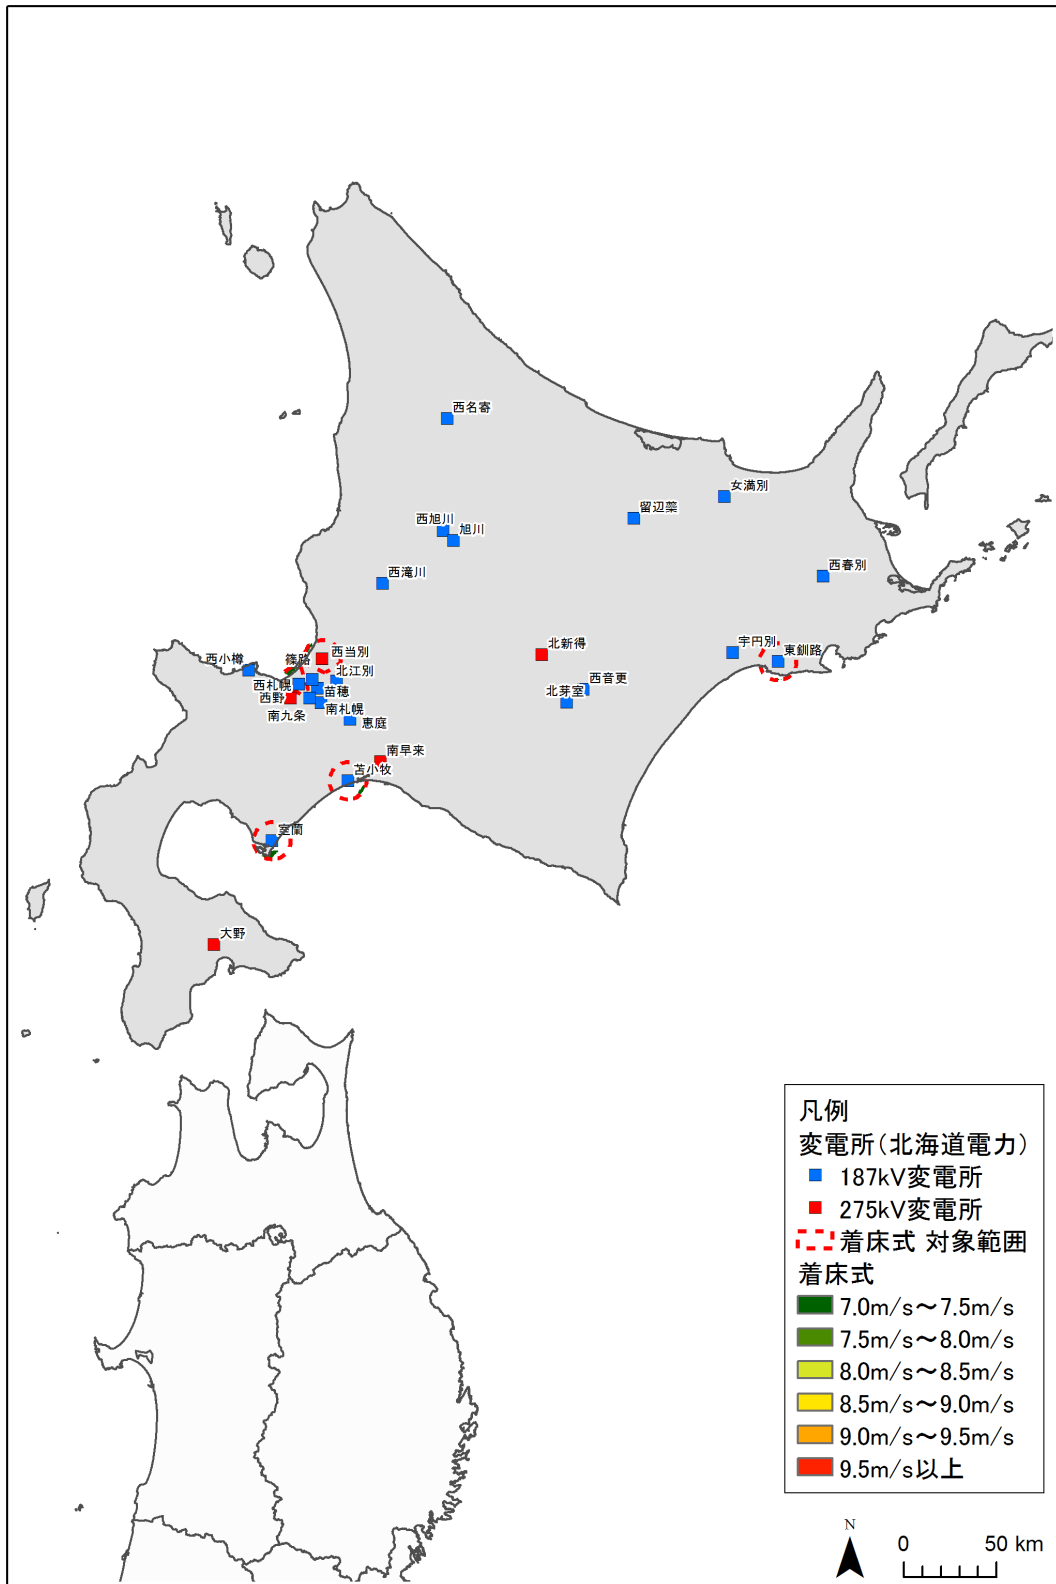 西名寄
女満別
留辺蘂
西旭川
旭川
西春別
西滝川
宇円別
北新得
東釧路
西当別
篠路
西小樽
北江別
西音更
西札幌
苗穂
北芽室
西野
南札幌
南九条
恵庭
南早来
苫小牧
室蘭
大野
凡例
変電所(北海道電力)
187kV変電所
275kV変電所
着床式 対象範囲
着床式
7.0m/s～7.5m/s
7.5m/s～8.0m/s
8.0m/s～8.5m/s
8.5m/s～9.0m/s
9.0m/s～9.5m/s
9.5m/s以上
N
0 50 km